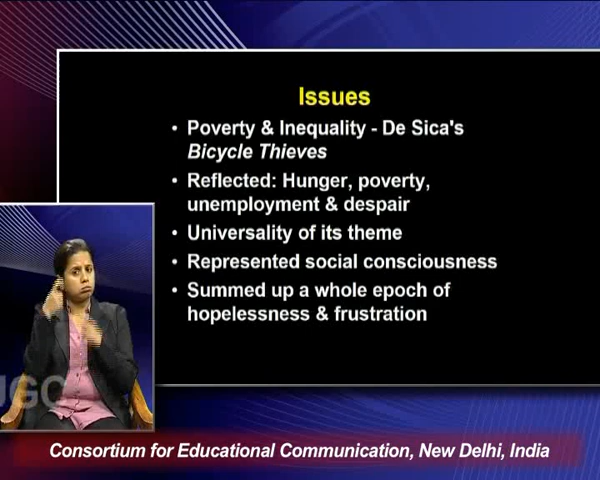 Issues
• Poverty & Inequality - De Sica's
Bicycle Thieves
• Reflected: Hunger, poverty,
unemployment & despair
• Universality of its theme
• Represented social consciousness
• Summed up a whole epoch of
hopelessness & frustration
UGC
Consortium for Educational Communication, New Delhi, India